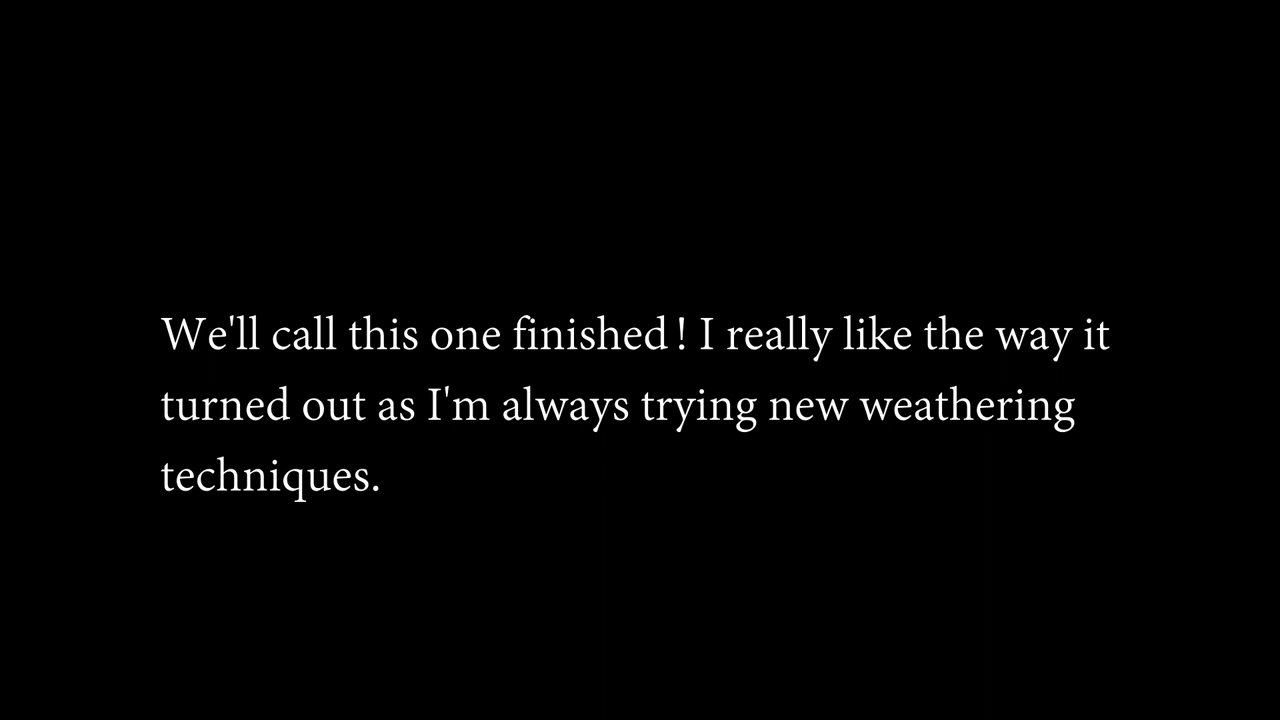 We'll call this one finished! I really like the way it
turned out as I'm always trying new weathering
techniques.